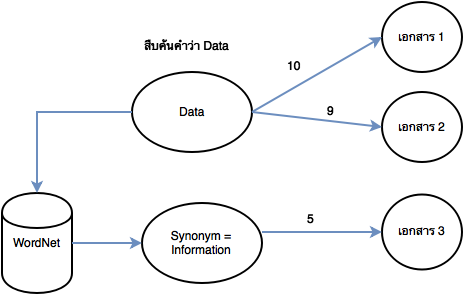 เอกสาร 1
สืบค้นคำว่า Data
10
Data
9
เอกสาร 2
WordNet
Synonym =
Information
5
เอกสาร 3